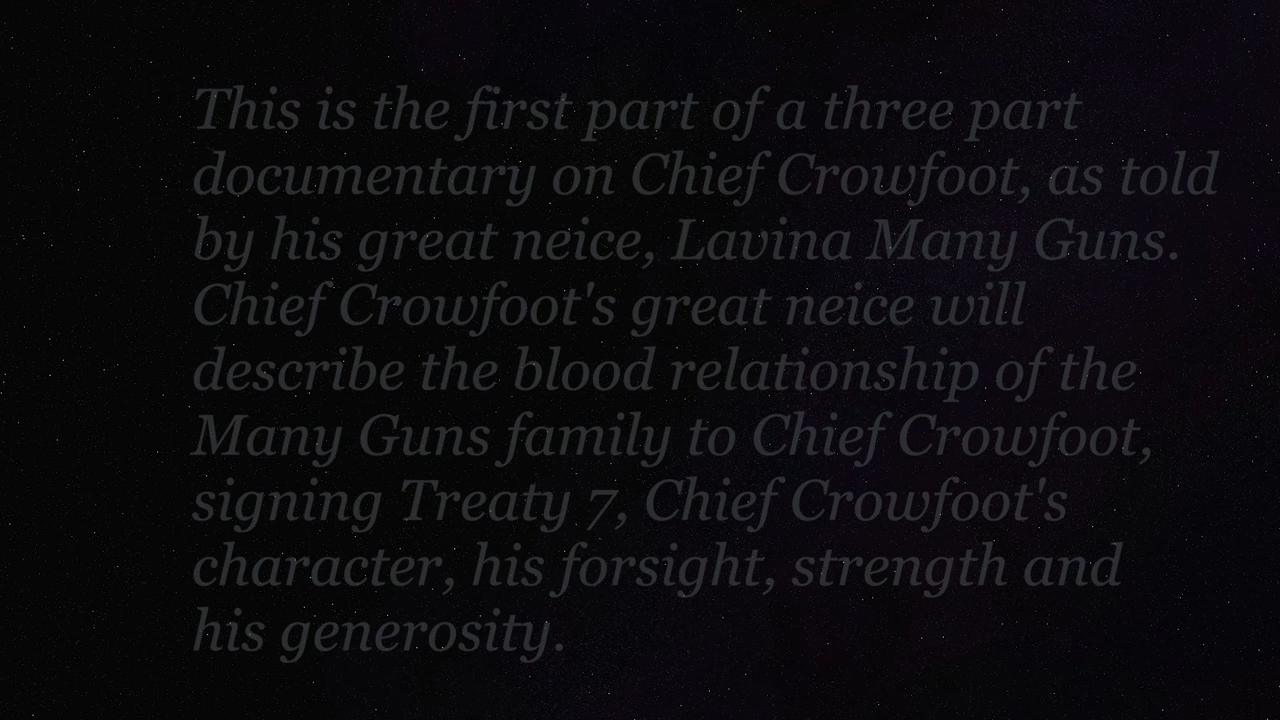 This is the first part of a three part
documentary on Chief Crowfoot, as told
by his great neice, Lavina Many Guns.
Chief Crowfoot's great neice will
describe the blood relationship of the
Many Guns family to Chief Crowfoot,
signing Treaty 7, Chief Crowfoot's
character, his forsight, strength and
his generosity.